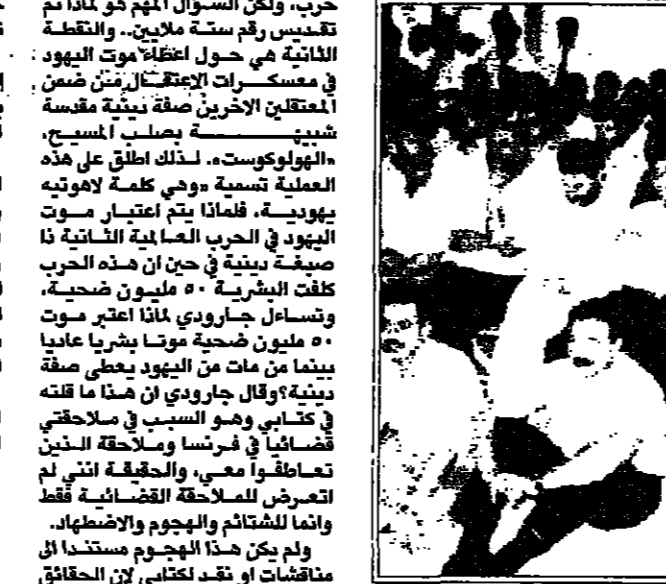 حرب، ولكن السؤال المهم هو لماذا تم
تقديس رقم ستة ملايين.. والنقطة
الثانية هي حول اعطاء موت اليهود
في معسكرات الاعتقال من ضمن
المعتقلين الاخرين صفة دينية مقدسة
شبيهة بصلب المسيح،
«الهولوكوست». لذلك اطلق على هذه
العملية تسمية «وهي كلمة لاهوتيه
يهودية، فلماذا يتم اعتبار موت
اليهود في الحرب العالمية الثانية ذا
صبغة دينية في حين ان هذه الحرب
كلفت البشرية ٥٠ مليون ضحية،
وتساءل جارودي لماذا اعتبر موت
٥٠ مليون ضحية موتا بشريا عاديا
بينما من مات من اليهود يعطى صفة
دينية؟وقال جارودي ان هذا ما قلته
في كتابي وهو السبب في ملاحقتي
قضائيا في فرنسا وملاحقة الذين
تعاطفوا معي، والحقيقة انني لم
اتعرض للملاحقة القضائية فقط
وانما للشتائم والهجوم والاضطهاد.
ولم يكن هذا الهجوم مستندا الى
مناقشات او نقد لكتابي لان الحقائق